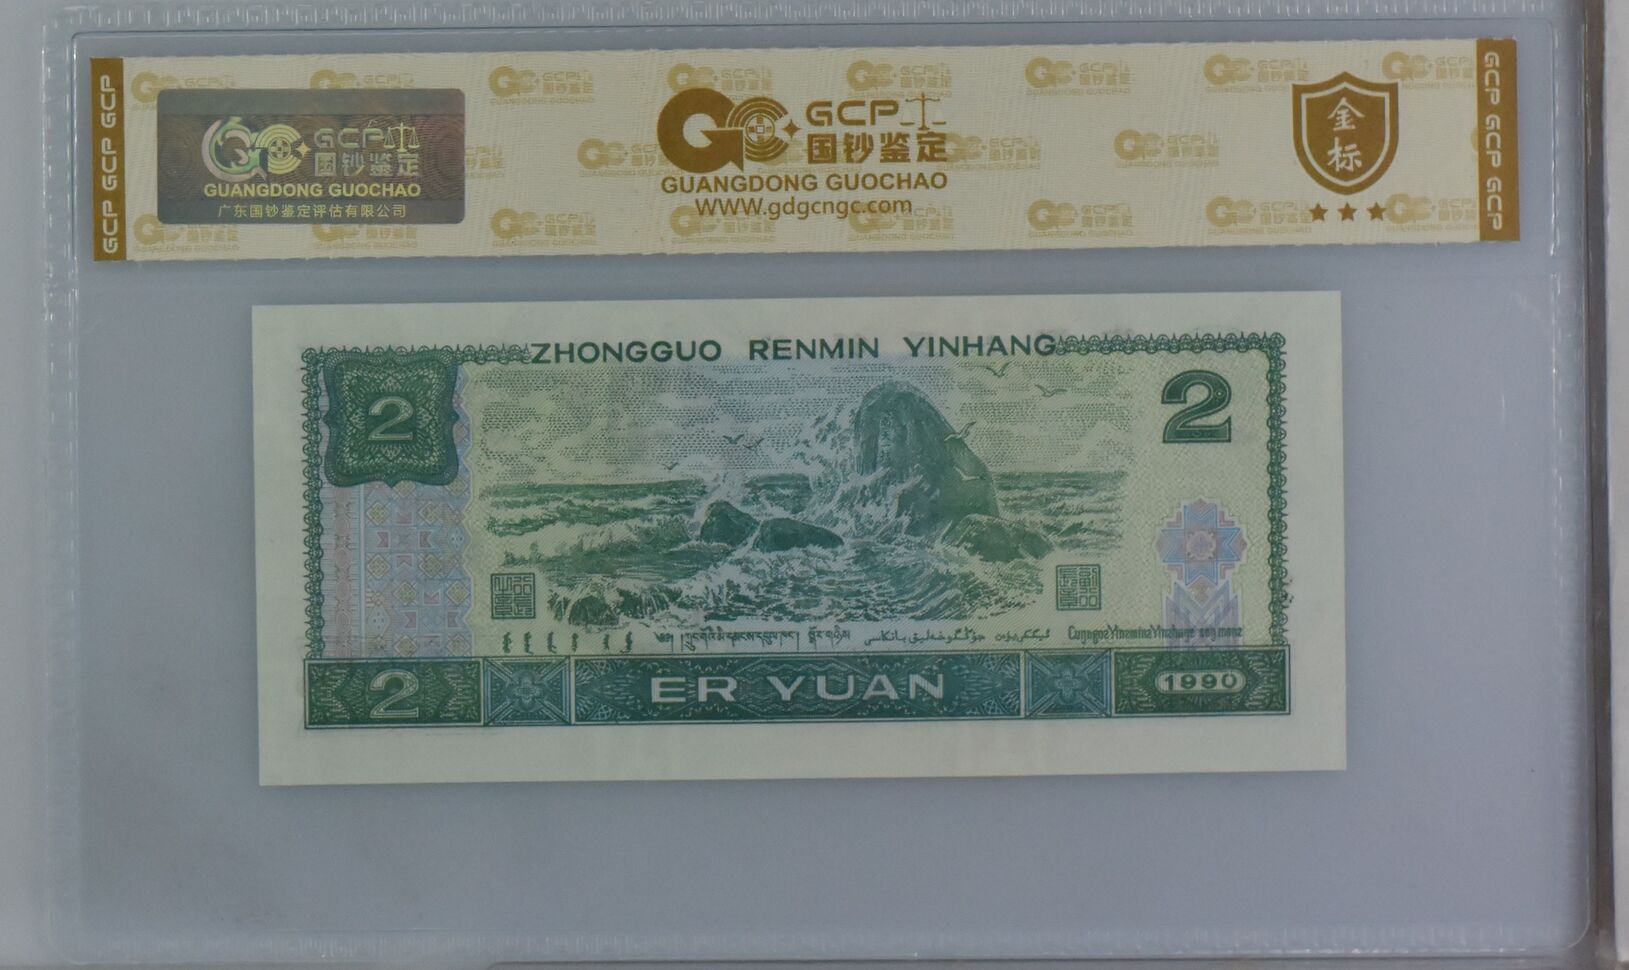 GCP GCP GCP
GCP 国钞鉴定
GUANGDONG GUOCHAO
广东国钞鉴定评估有限公司
GCP
国钞鉴定
GUANGDONG GUOCHAO
www.gdgcngc.com
金标
GCP GCP GCP
ZHONGGUO RENMIN YINHANG
2
2
2
ER YUAN
1990